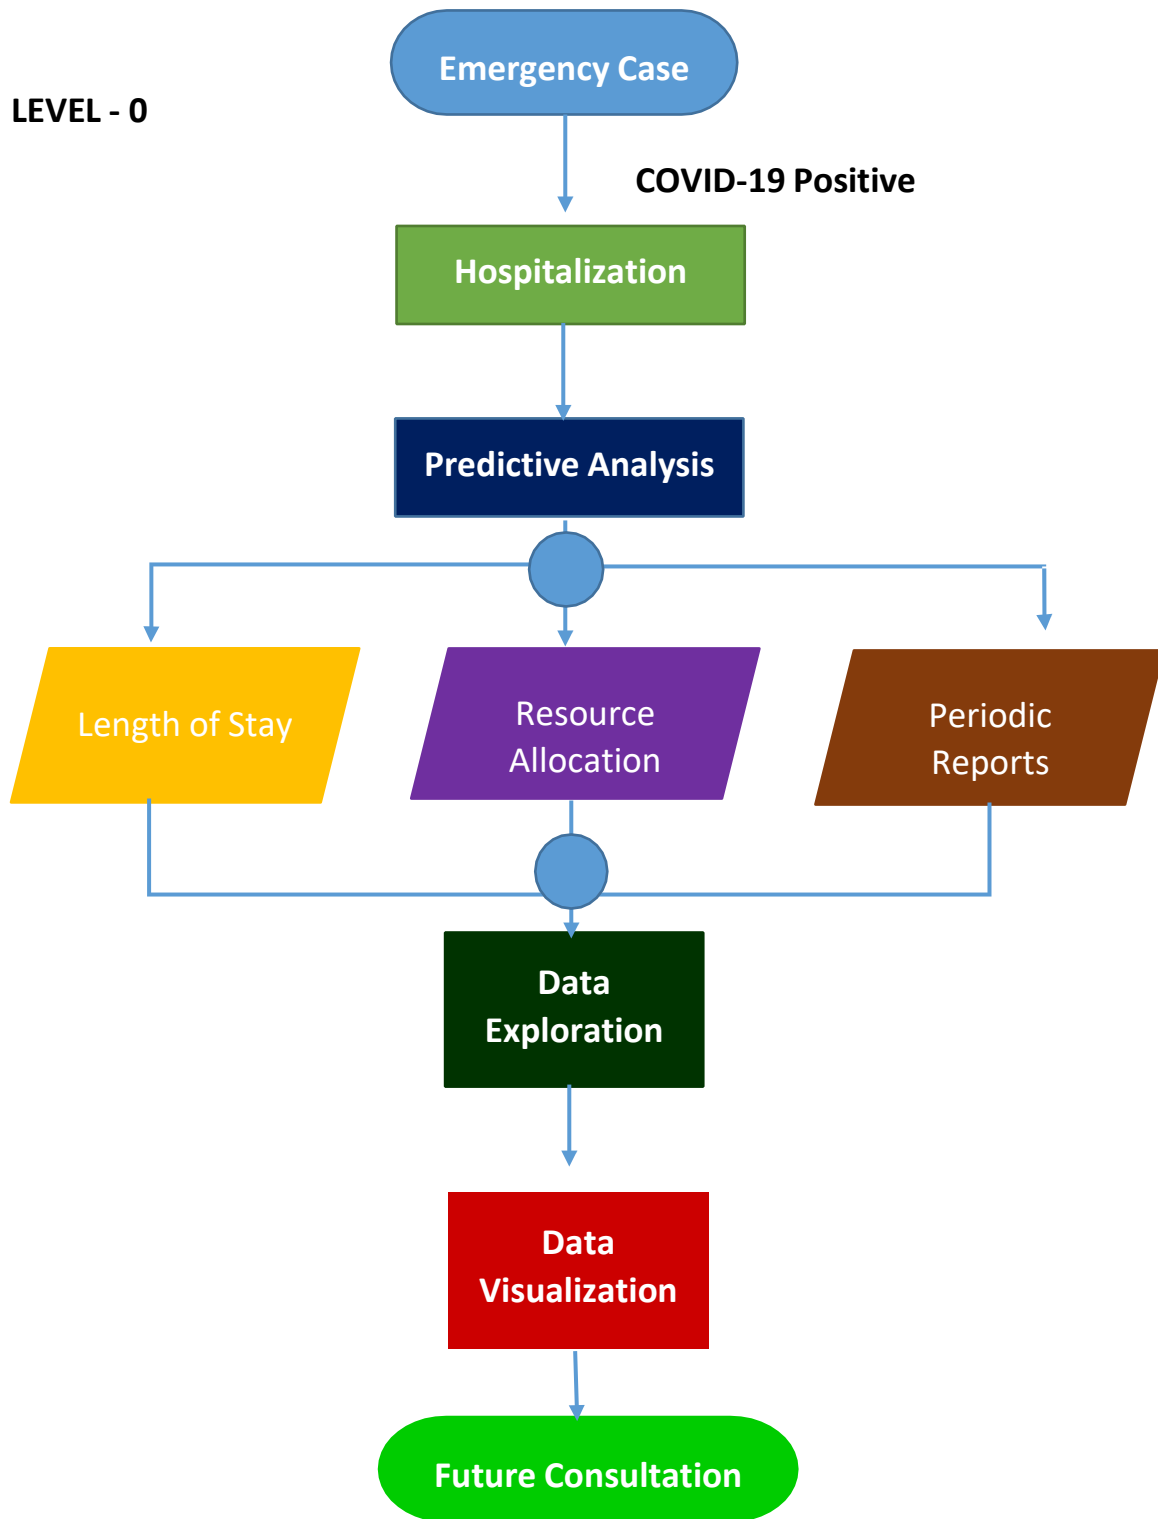 Emergency Case
LEVEL - 0
COVID-19 Positive
Hospitalization
Predictive Analysis
Length of Stay
Resource
Allocation
Periodic
Reports
Data
Exploration
Data
Visualization
Future Consultation